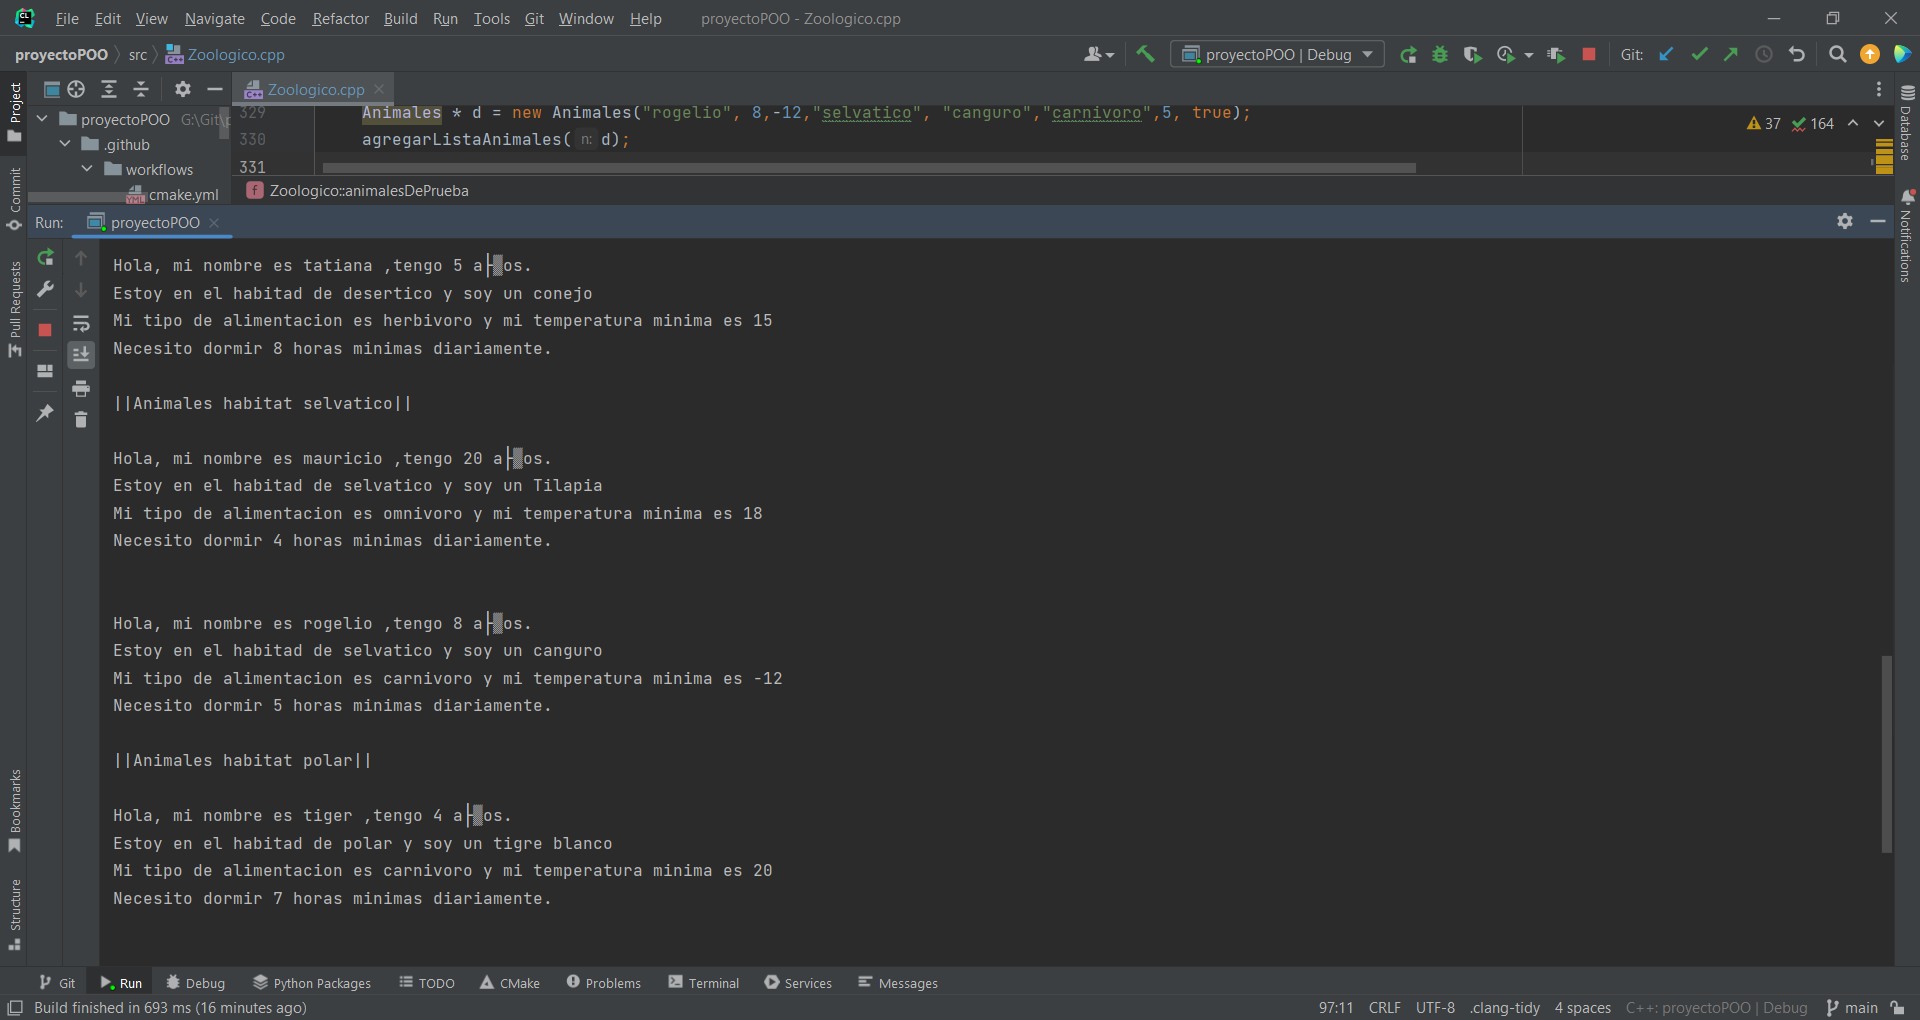 File Edit View Navigate Code Refactor Build Run Tools Git Window Help proyectoPOO - Zoologico.cpp
proyectoPOO src Zoologico.cpp proyectoPOO | Debug Git:
Project
Zoologico.cpp
329 Animales * d = new Animales("rogelio", 8,-12,"selvatico", "canguro","carnivoro",5, true);
proyectoPOO G:\Git\p
37 164
330 agregarListaAnimales( n: d);
.github
331
workflows
cmake.yml
Zoologico::animalesDePrueba
Database
Notifications
Commit
Pull Requests
Run: proyectoPOO
Hola, mi nombre es tatiana ,tengo 5 a├▒os.
Estoy en el habitad de desertico y soy un conejo
Mi tipo de alimentacion es herbivoro y mi temperatura minima es 15
Necesito dormir 8 horas minimas diariamente.
||Animales habitat selvatico||
Hola, mi nombre es mauricio ,tengo 20 a├▒os.
Estoy en el habitad de selvatico y soy un Tilapia
Mi tipo de alimentacion es omnivoro y mi temperatura minima es 18
Necesito dormir 4 horas minimas diariamente.
Hola, mi nombre es rogelio ,tengo 8 a├▒os.
Estoy en el habitad de selvatico y soy un canguro
Mi tipo de alimentacion es carnivoro y mi temperatura minima es -12
Necesito dormir 5 horas minimas diariamente.
||Animales habitat polar||
Hola, mi nombre es tiger ,tengo 4 a├▒os.
Estoy en el habitad de polar y soy un tigre blanco
Mi tipo de alimentacion es carnivoro y mi temperatura minima es 20
Necesito dormir 7 horas minimas diariamente.
Bookmarks
Structure
Git Run Debug Python Packages TODO CMake Problems Terminal Services Messages
Build finished in 693 ms (16 minutes ago) 97:11 CRLF UTF-8 .clang-tidy 4 spaces C++: proyectoPOO | Debug main